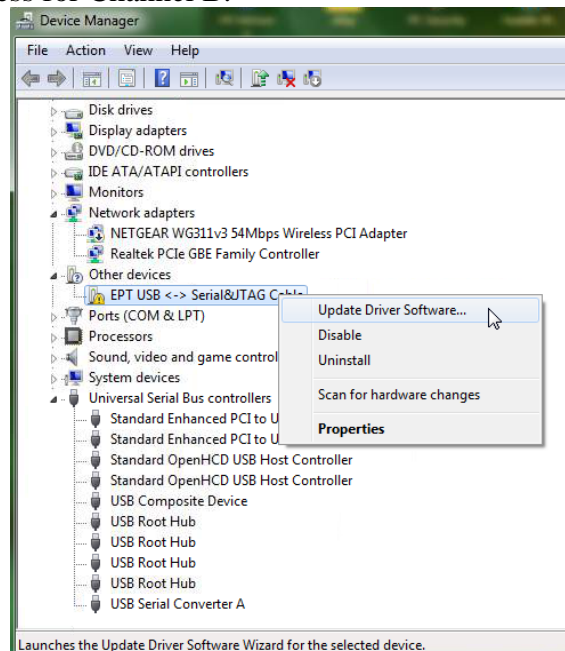 Device Manager
File Action View Help
Disk drives
Display adapters
DVD/CD-ROM drives
IDE ATA/ATAPI controllers
Monitors
Network adapters
NETGEAR WG311v3 54Mbps Wireless PCI Adapter
Realtek PCIe GBE Family Controller
Other devices
EPT USB <-> Serial&JTAG Cable
Update Driver Software...
Ports (COM & LPT)
Disable
Processors
Sound, video and game control
Uninstall
System devices
Universal Serial Bus controllers
Scan for hardware changes
Standard Enhanced PCI to U
Standard Enhanced PCI to U
Properties
Standard OpenHCD USB Host Controller
Standard OpenHCD USB Host Controller
USB Composite Device
USB Root Hub
USB Root Hub
USB Root Hub
USB Root Hub
USB Serial Converter A
Launches the Update Driver Software Wizard for the selected device.